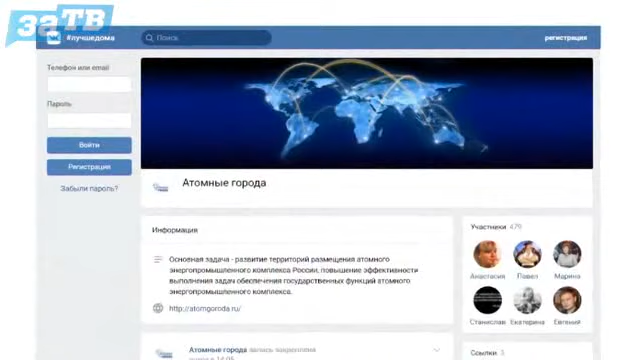 за ТВ
#лучшедома
Поиск
регистрация
Телефон или email
Пароль
Войти
Регистрация
Забыли пароль?
Атомные города
Информация
Основная задача - развитие территорий размещения атомного
энергопромышленного комплекса России, повышение эффективности
выполнения задач обеспечения государственных функций атомного
энергопромышленного комплекса.
http://atomgoroda.ru/
Участники 479
Анастасия Павел Марина
Станислав Екатерина Евгений
Ссылки 3
Атомные города запись закреплена